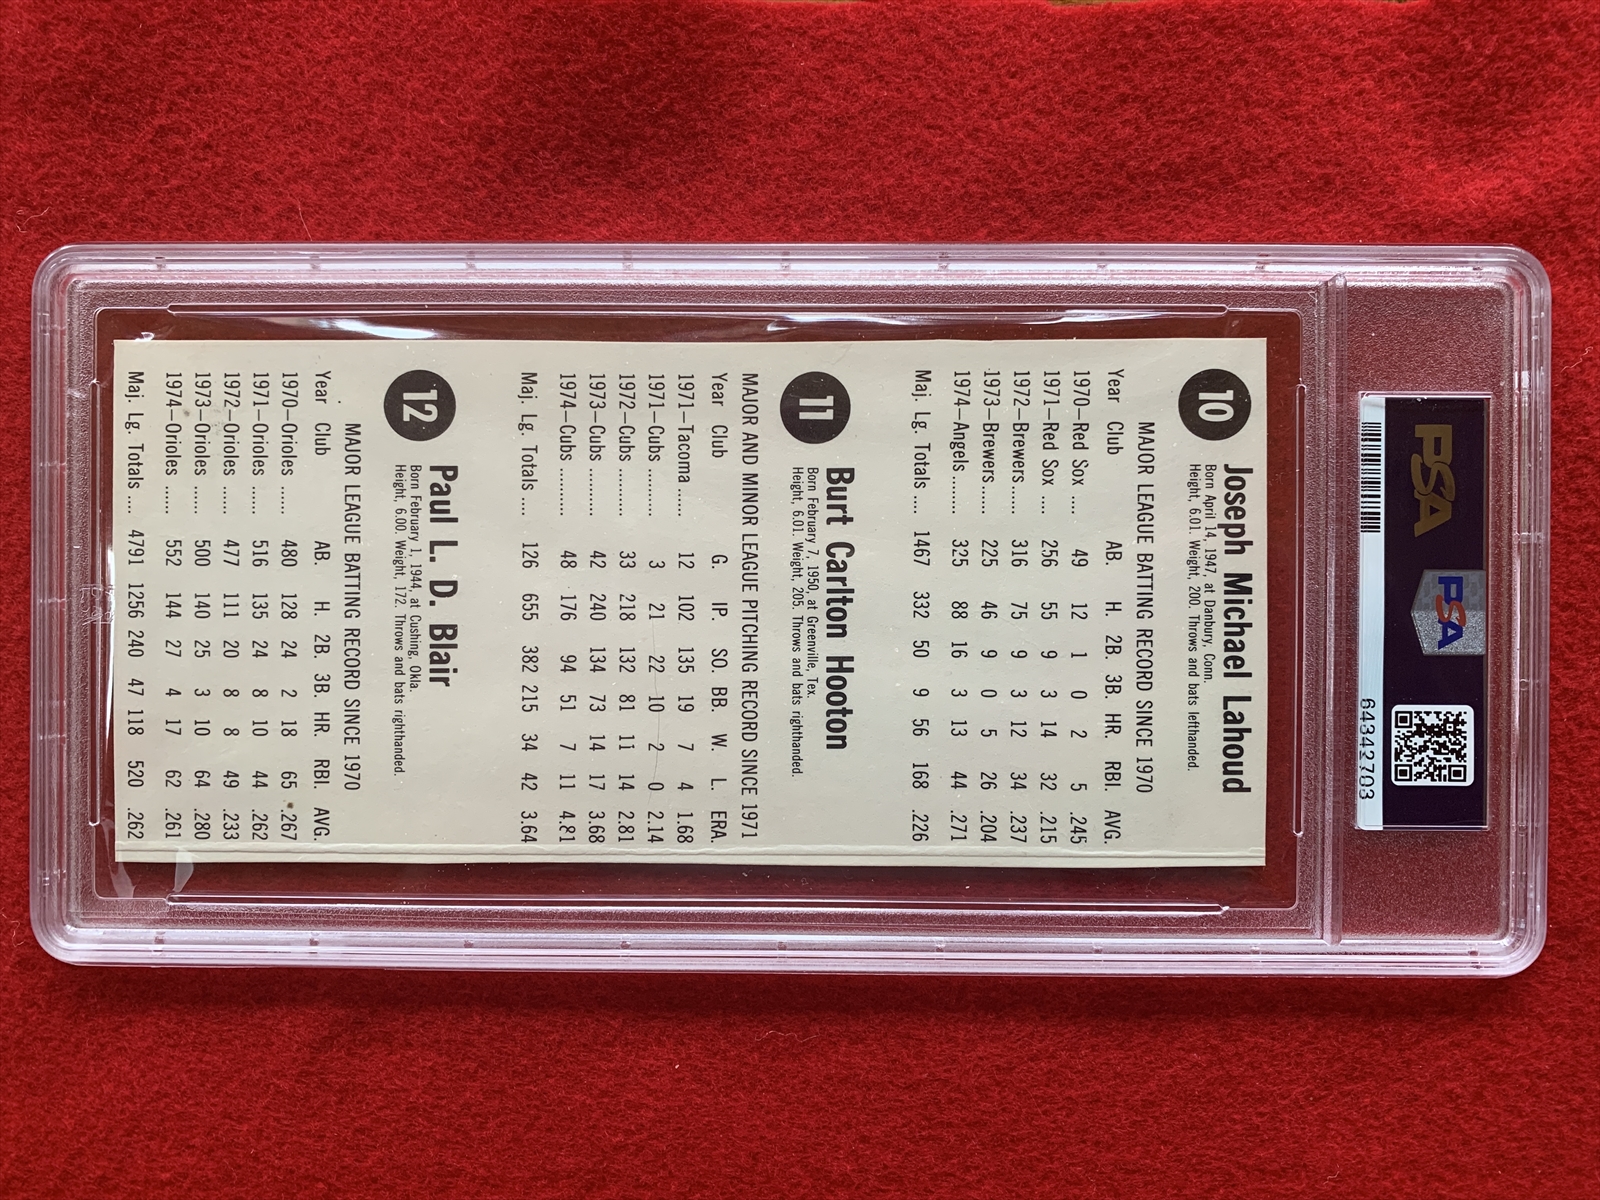 PSA
PSA
64342703
10
Joseph Michael Lahoud
Born April 14, 1947, at Danbury, Conn.
Height, 6.01. Weight, 200. Throws and bats lefthanded.
MAJOR LEAGUE BATTING RECORD SINCE 1970
Year Club AB. H. 2B. 3B. HR. RBI. AVG.
1970—Red Sox .... 49 12 1 0 2 5 .245
1971—Red Sox .... 256 55 9 3 14 32 .215
1972—Brewers ..... 316 75 9 3 12 34 .237
1973—Brewers ..... 225 46 9 0 5 26 .204
1974—Angels ....... 325 88 16 3 13 44 .271
Maj. Lg. Totals .... 1467 332 50 9 56 168 .226
11
Burt Carlton Hooton
Born February 7, 1950, at Greenville, Tex.
Height, 6.01. Weight, 205. Throws and bats righthanded.
MAJOR AND MINOR LEAGUE PITCHING RECORD SINCE 1971
Year Club G. IP. SO. BB. W. L. ERA.
1971—Tacoma ..... 12 102 135 19 7 4 1.68
1971—Cubs .......... 3 21 22 10 2 0 2.14
1972—Cubs .......... 33 218 132 81 11 14 2.81
1973—Cubs .......... 42 240 134 73 14 17 3.68
1974—Cubs .......... 48 176 94 51 7 11 4.81
Maj. Lg. Totals .... 126 655 382 215 34 42 3.64
12
Paul L. D. Blair
Born February 1, 1944, at Cushing, Okla.
Height, 6.00. Weight, 172. Throws and bats righthanded.
MAJOR LEAGUE BATTING RECORD SINCE 1970
Year Club AB. H. 2B. 3B. HR. RBI. AVG.
1970—Orioles ...... 480 128 24 2 18 65 .267
1971—Orioles ...... 516 135 24 8 10 44 .262
1972—Orioles ...... 477 111 20 8 8 49 .233
1973—Orioles ...... 500 140 25 3 10 64 .280
1974—Orioles ...... 552 144 27 4 17 62 .261
Maj. Lg. Totals .... 4791 1256 240 47 118 520 .262